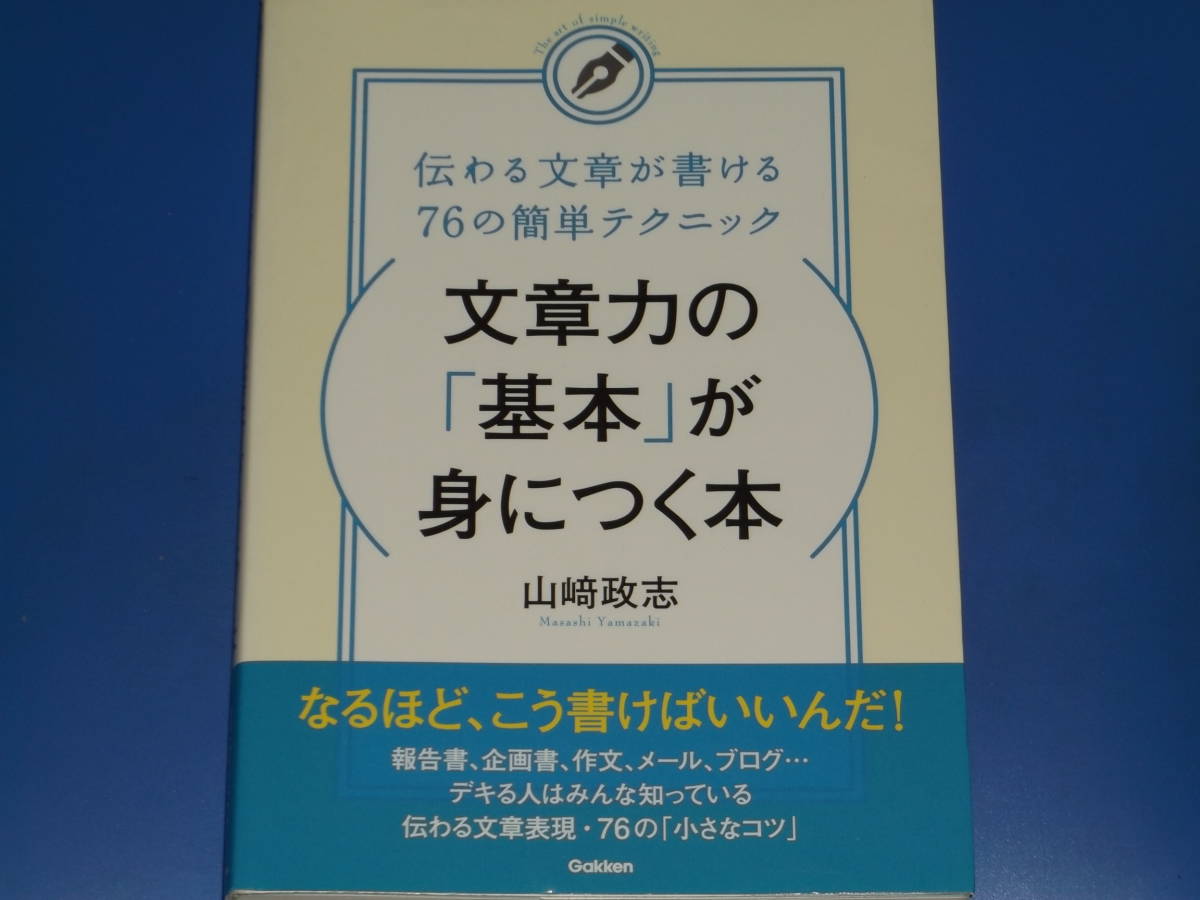 The art of simple writing
伝わる文章が書ける
76の簡単テクニック
文章力の
「基本」が
身につく本
山﨑政志
Masashi Yamazaki
なるほど、こう書けばいいんだ!
報告書、企画書、作文、メール、ブログ…
デキる人はみんな知っている
伝わる文章表現・76の「小さなコツ」
Gakken